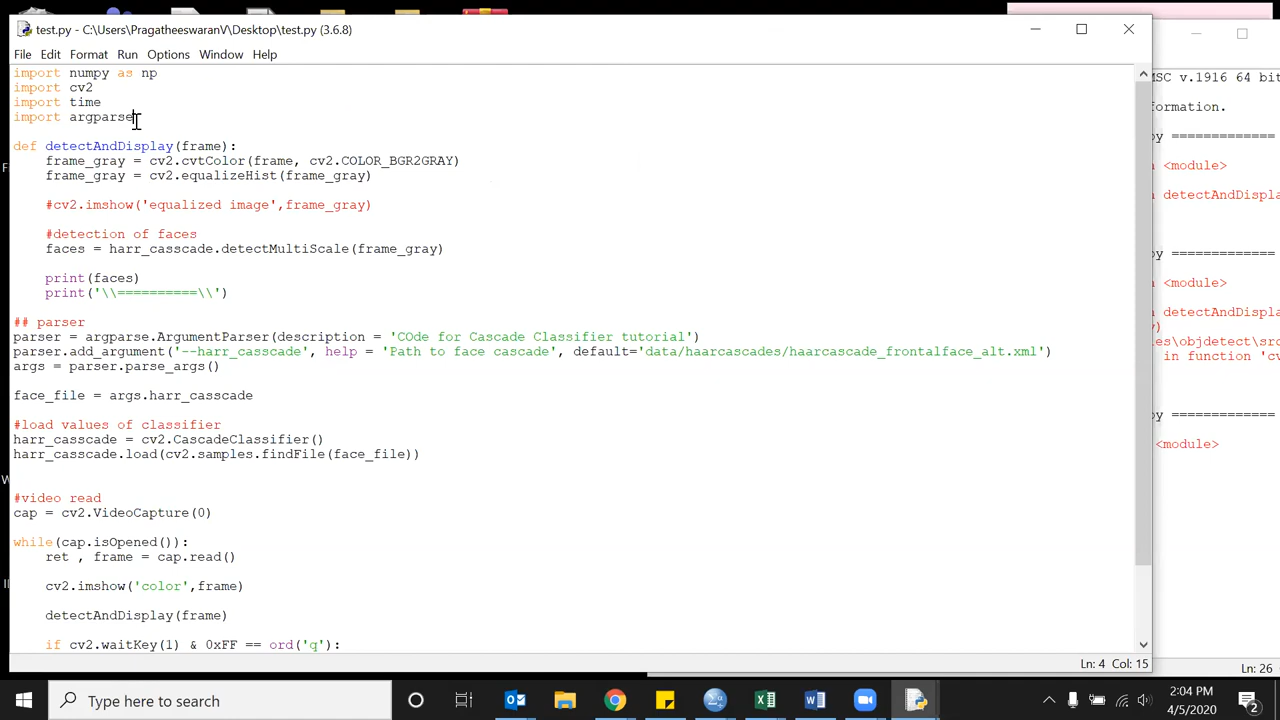 test.py - C:\Users\PragatheeswaranV\Desktop\test.py (3.6.8)
File Edit Format Run Options Window Help
import numpy as np
import cv2
import time
import argparse
def detectAndDisplay(frame):
frame_gray = cv2.cvtColor(frame, cv2.COLOR_BGR2GRAY)
frame_gray = cv2.equalizeHist(frame_gray)
#cv2.imshow('equalized image',frame_gray)
#detection of faces
faces = harr_casscade.detectMultiScale(frame_gray)
print(faces)
print('\\==========\\')
## parser
parser = argparse.ArgumentParser(description = 'COde for Cascade Classifier tutorial')
parser.add_argument('--harr_casscade', help = 'Path to face cascade', default='data/haarcascades/haarcascade_frontalface_alt.xml')
args = parser.parse_args()
face_file = args.harr_casscade
#load values of classifier
harr_casscade = cv2.CascadeClassifier()
harr_casscade.load(cv2.samples.findFile(face_file))
#video read
cap = cv2.VideoCapture(0)
while(cap.isOpened()):
ret , frame = cap.read()
cv2.imshow('color',frame)
detectAndDisplay(frame)
if cv2.waitKey(1) & 0xFF == ord('q'):
Ln: 4 Col: 15
MSC v.1916 64 bit
formation.
py =============
<module>
detectAndDispla
py =============
<module>
detectAndDispla
y)
es\objdetect\src
in function 'cv
py =============
<module>
Ln: 26
Type here to search
2:04 PM
4/5/2020
2